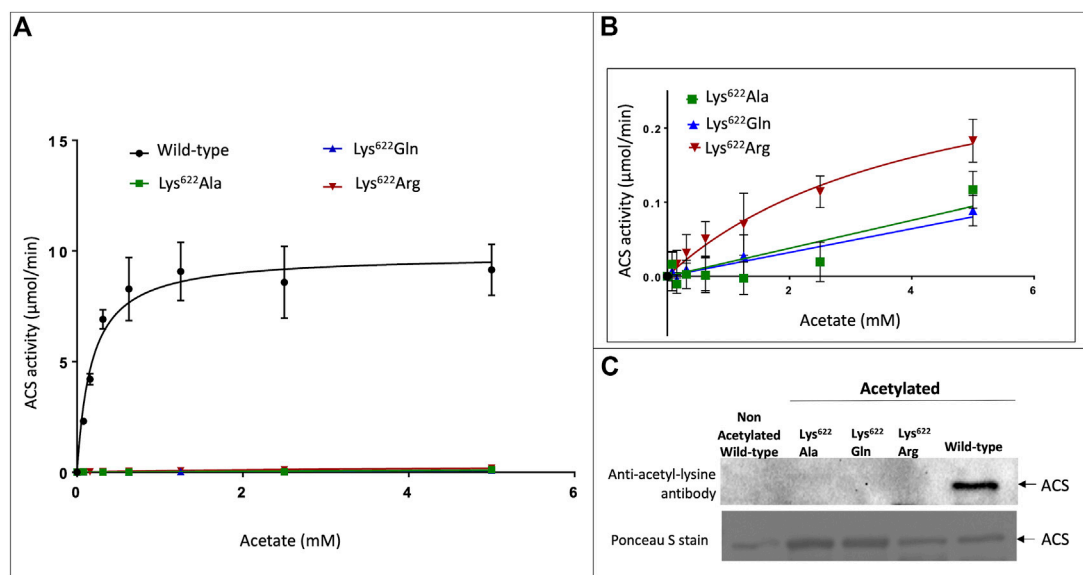 A
15
10
5
0
0
2
4
6
ACS activity (µmol/min)
Acetate (mM)
Wild-type
Lys⁶²²Ala
Lys⁶²²Gln
Lys⁶²²Arg
B
Lys⁶²²Ala
Lys⁶²²Gln
Lys⁶²²Arg
0.2
0.1
0.0
2
4
6
ACS activity (µmol/min)
Acetate (mM)
C
Acetylated
Non
Acetylated
Wild-type
Lys⁶²²
Ala
Lys⁶²²
Gln
Lys⁶²²
Arg
Wild-type
Anti-acetyl-lysine
antibody
ACS
Ponceau S stain
ACS